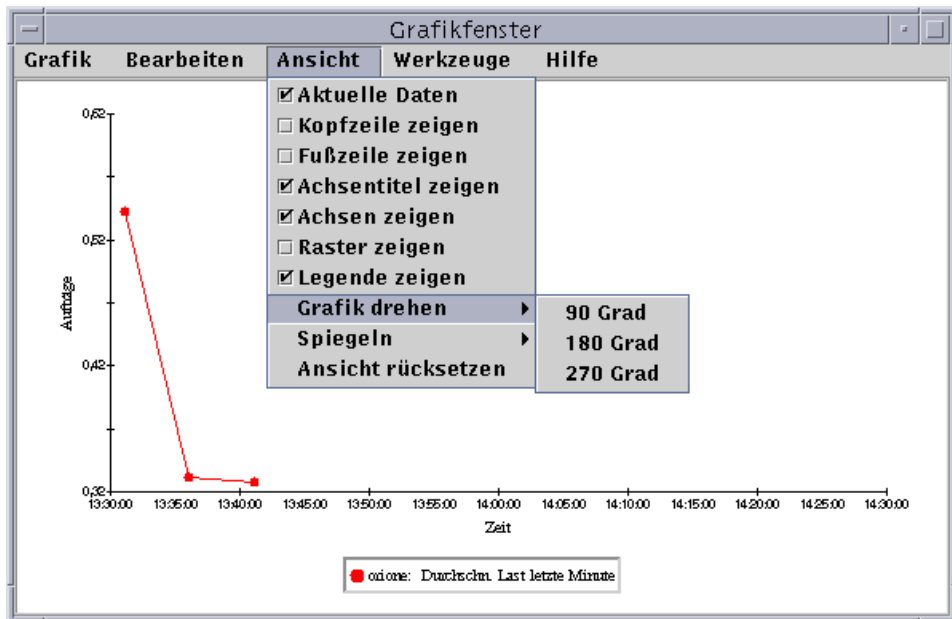 Grafikfenster
Grafik Bearbeiten Ansicht Werkzeuge Hilfe
Aktuelle Daten
Kopfzeile zeigen
Fußzeile zeigen
Achsentitel zeigen
Achsen zeigen
Raster zeigen
Legende zeigen
Grafik drehen
Spiegeln
Ansicht rücksetzen
90 Grad
180 Grad
270 Grad
0,62
0,52
0,42
0,32
Aufträge
13:30:00 13:35:00 13:40:00 13:45:00 13:50:00 13:55:00 14:00:00 14:05:00 14:10:00 14:15:00 14:20:00 14:25:00 14:30:00
Zeit
orione: Durchschn. Last letzte Minute